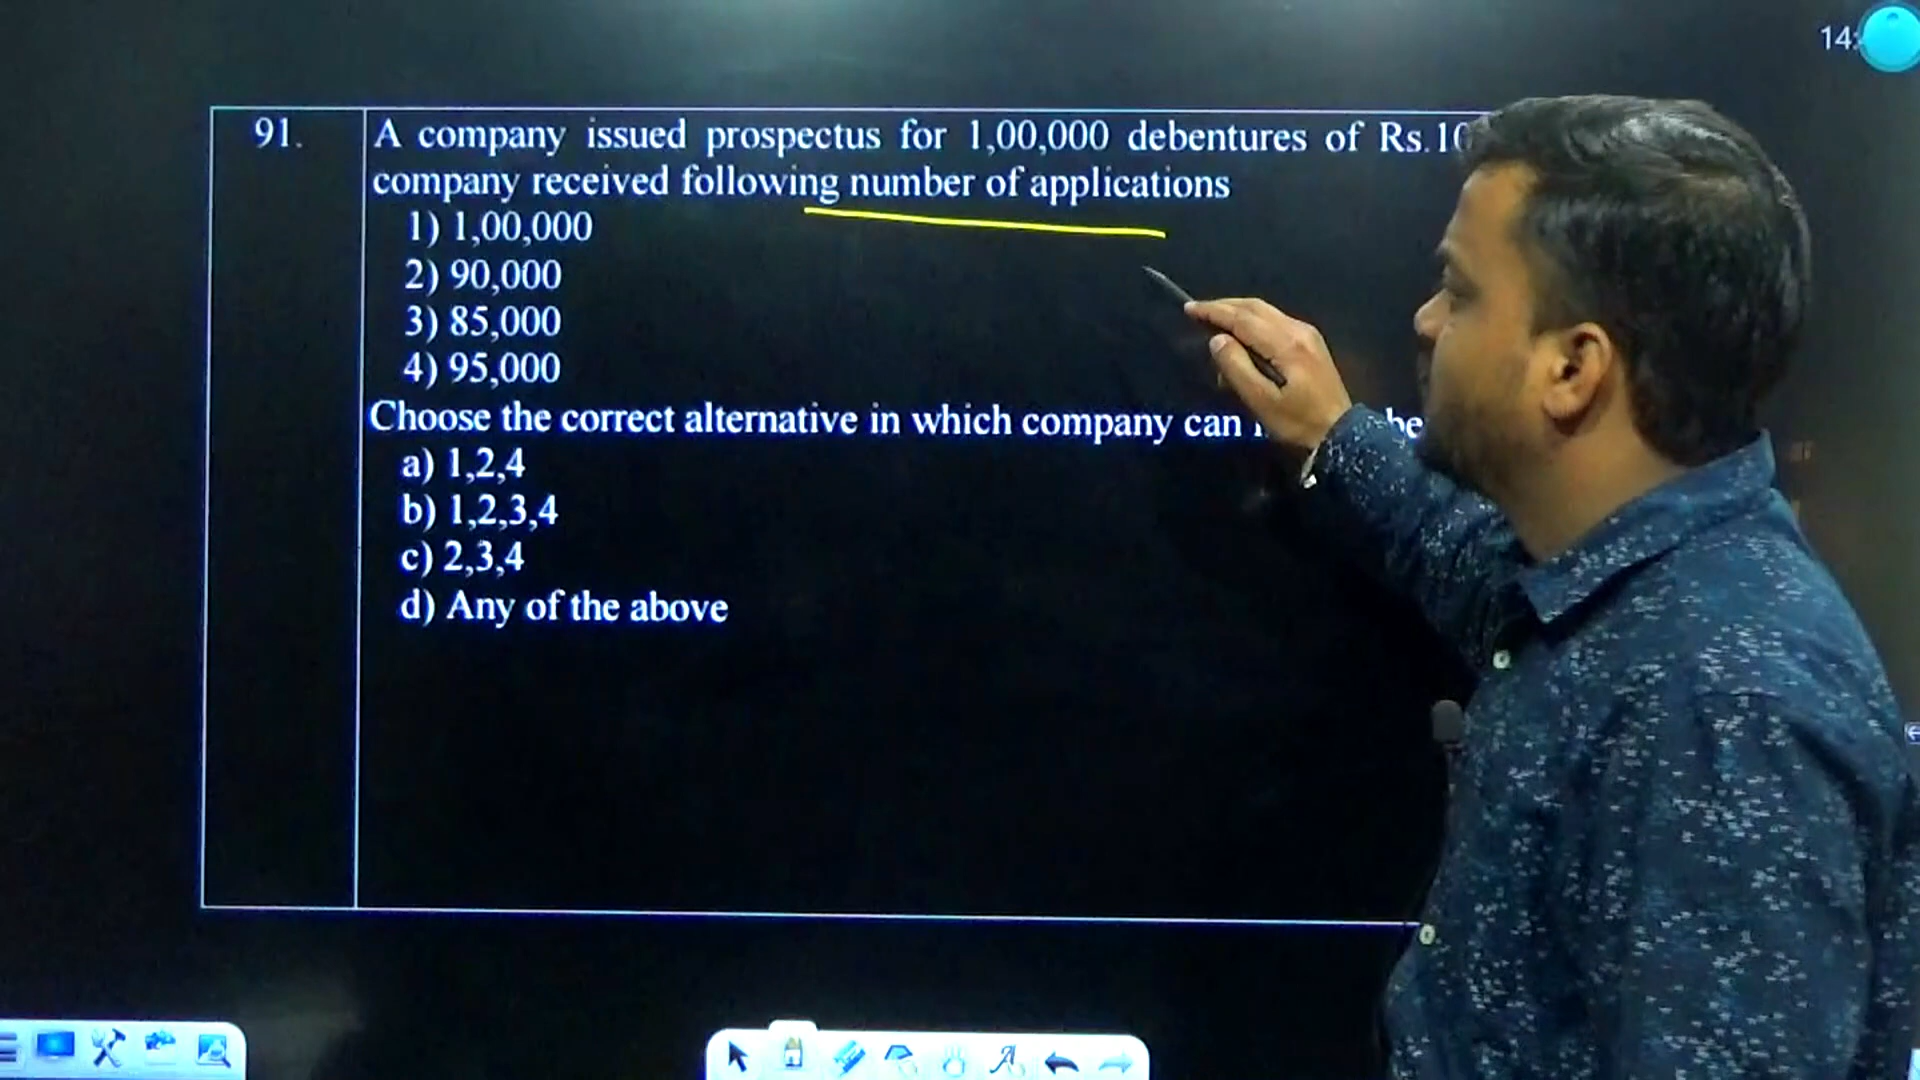 14:
91.
A company issued prospectus for 1,00,000 debentures of Rs.10
company received following number of applications
1) 1,00,000
2) 90,000
3) 85,000
4) 95,000
Choose the correct alternative in which company can
a) 1,2,4
b) 1,2,3,4
c) 2,3,4
d) Any of the above